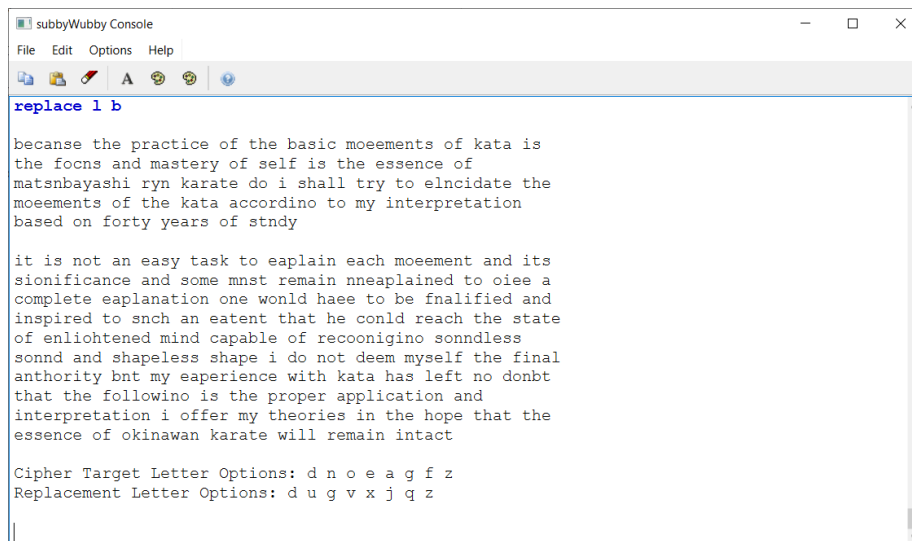 subbyWubby Console
File Edit Options Help
A
replace l b
becanse the practice of the basic moeements of kata is
the focns and mastery of self is the essence of
matsnbayashi ryn karate do i shall try to elncidate the
moeements of the kata accordino to my interpretation
based on forty years of stndy
it is not an easy task to eaplain each moeement and its
sionificance and some mnst remain nneaplained to oiee a
complete eaplanation one wonld haee to be fnalified and
inspired to snch an eatent that he conld reach the state
of enliohtened mind capable of recoonigino sonndless
sonnd and shapeless shape i do not deem myself the final
anthority bnt my eaperience with kata has left no donbt
that the followino is the proper application and
interpretation i offer my theories in the hope that the
essence of okinawan karate will remain intact
Cipher Target Letter Options: d n o e a g f z
Replacement Letter Options: d u g v x j q z